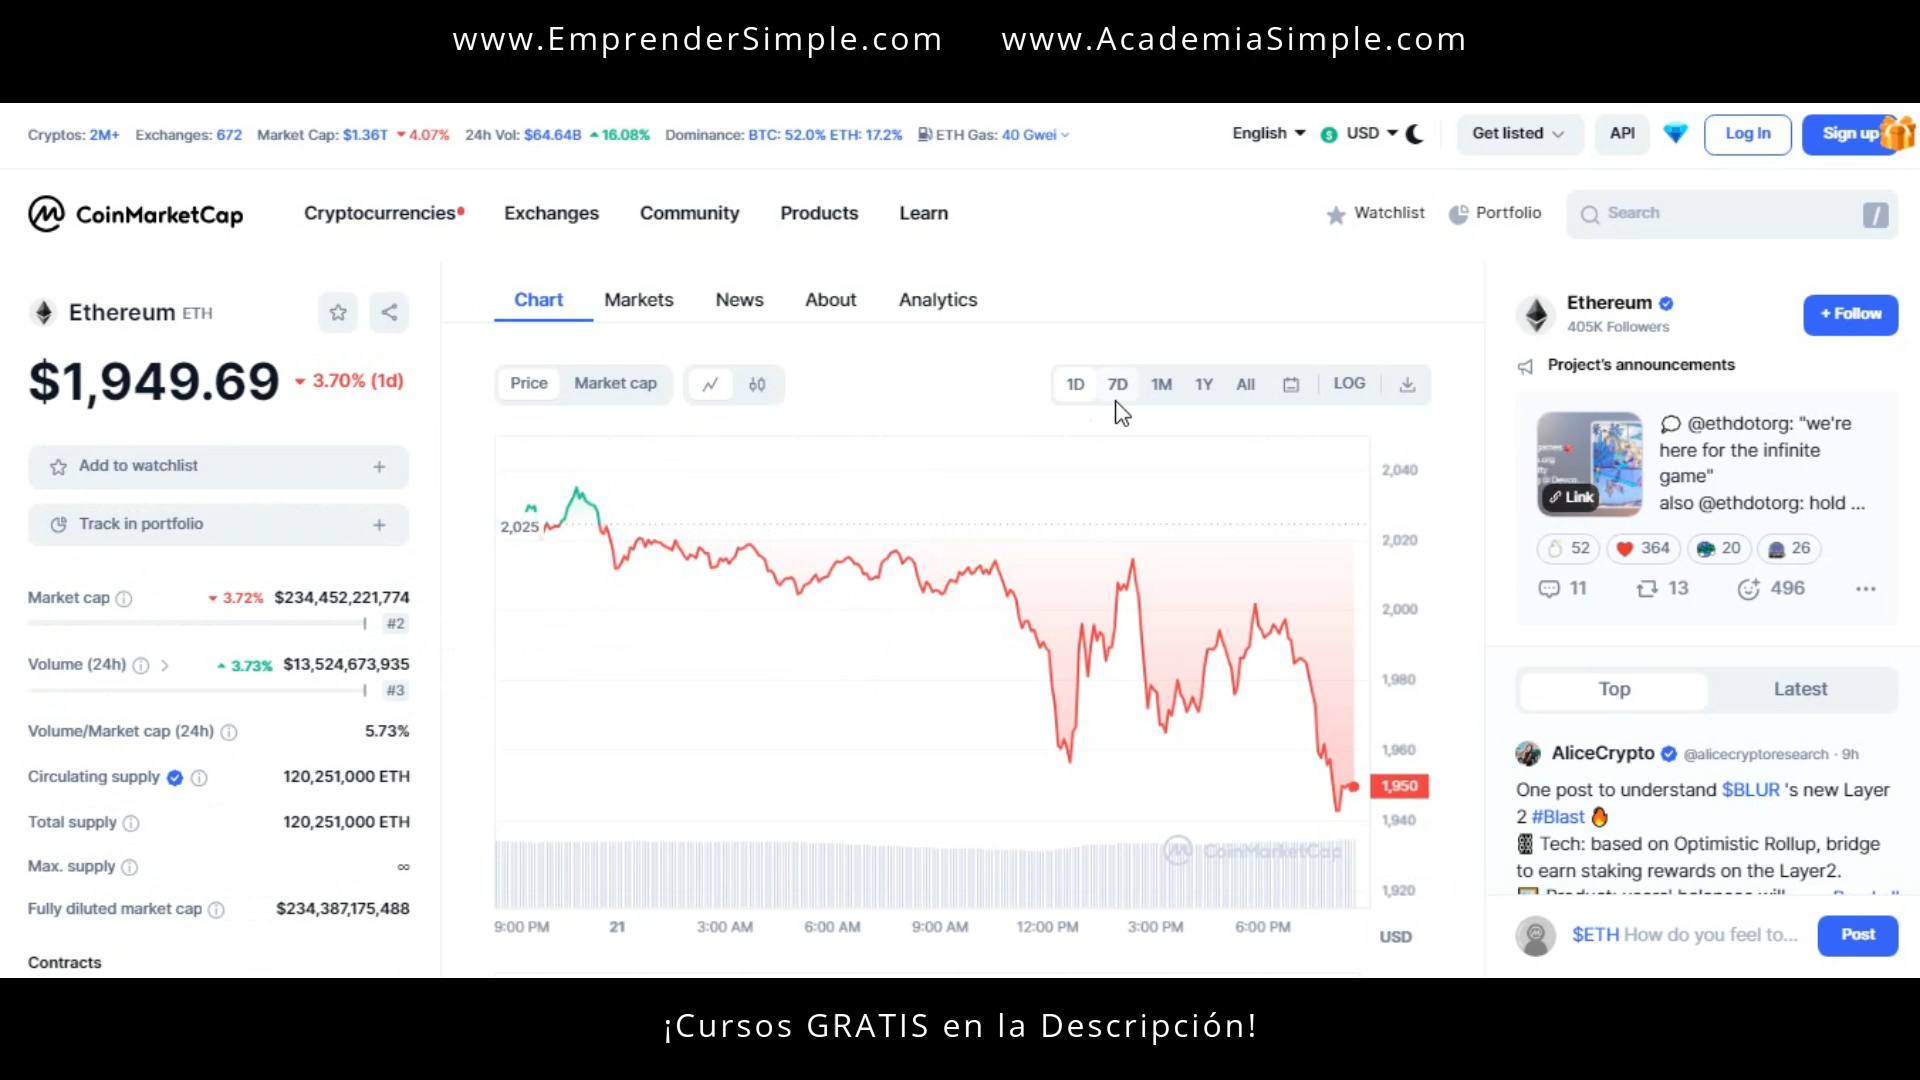 www.EmprenderSimple.com www.AcademiaSimple.com
Cryptos: 2M+ Exchanges: 672 Market Cap: $1.36T 4.07% 24h Vol: $64.64B 16.08% Dominance: BTC: 52.0% ETH: 17.2% ETH Gas: 40 Gwei
English USD Get listed API Log In Sign up
CoinMarketCap Cryptocurrencies Exchanges Community Products Learn Watchlist Portfolio Search /
Ethereum ETH
$1,949.69 3.70% (1d)
Add to watchlist +
Track in portfolio +
Market cap 3.72% $234,452,221,774
#2
Volume (24h) 3.73% $13,524,673,935
#3
Volume/Market cap (24h) 5.73%
Circulating supply 120,251,000 ETH
Total supply 120,251,000 ETH
Max. supply ∞
Fully diluted market cap $234,387,175,488
Contracts
Chart Markets News About Analytics
Price Market cap 1D 7D 1M 1Y All LOG
2,040
2,025
2,020
2,000
1,980
1,960
1,950
1,940
CoinMarketCap
1,920
9:00 PM 21 3:00 AM 6:00 AM 9:00 AM 12:00 PM 3:00 PM 6:00 PM USD
Ethereum
405K Followers
+ Follow
Project's announcements
@ethdotorg: "we're
here for the infinite
game"
also @ethdotorg: hold ...
Link
52 364 20 26
11 13 496
Top Latest
AliceCrypto @alicecryptoresearch · 9h
One post to understand $BLUR 's new Layer
2 #Blast
Tech: based on Optimistic Rollup, bridge
to earn staking rewards on the Layer2.
$ETH How do you feel to... Post
¡Cursos GRATIS en la Descripción!